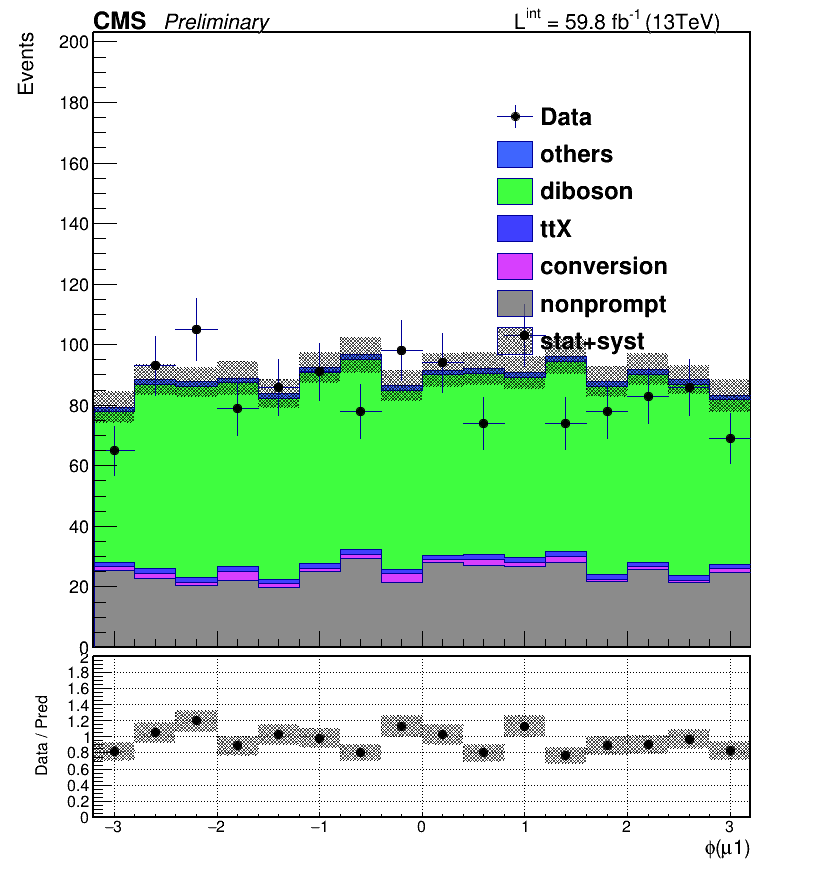 CMS Preliminary L^int = 59.8 fb^-1 (13TeV)
Events
200
180
160
140
120
100
80
60
40
20
0
Data
others
diboson
ttX
conversion
nonprompt
stat+syst
Data / Pred
2
1.8
1.6
1.4
1.2
1
0.8
0.6
0.4
0.2
0
−3 −2 −1 0 1 2 3
ϕ(μ1)